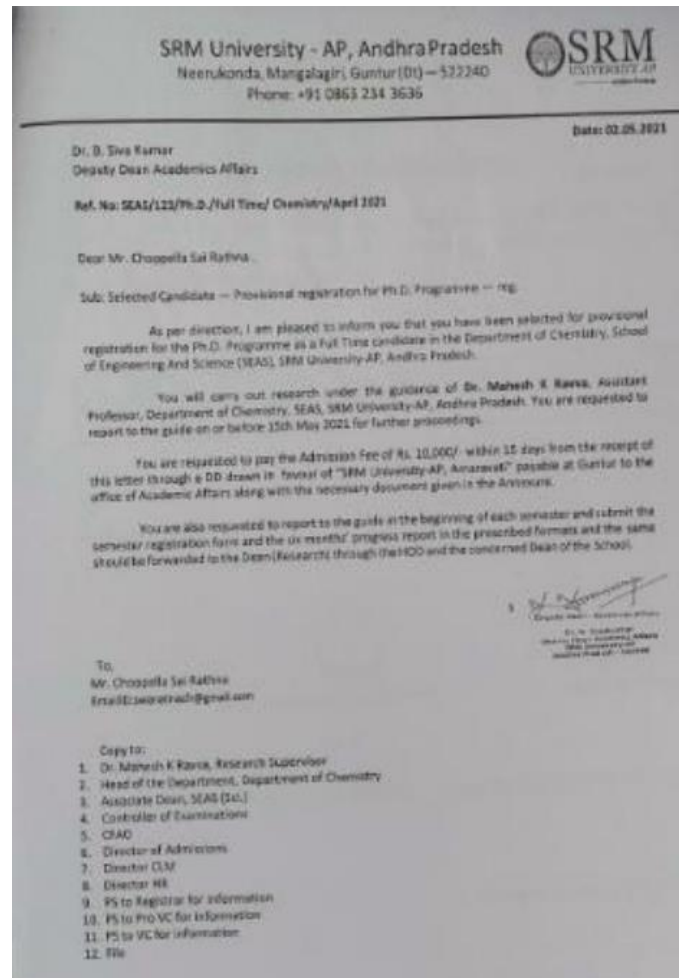 SRM University - AP, Andhra Pradesh
Neerukonda, Mangalagiri, Guntur (Dt) — 522240
Phone: +91 0863 234 3636
SRM
UNIVERSITY AP
Date: 02.05.2021
Dr. B. Siva Kumar
Deputy Dean Academics Affairs
Ref. No: SEAS/123/Ph.D./Full Time/ Chemistry/April 2021
Dear Mr. Choppella Sai Rathna .
Sub: Selected Candidate — Provisional registration for Ph.D. Programme — reg.
As per direction, I am pleased to inform you that you have been selected for provisional
registration for the Ph.D. Programme as a Full Time candidate in the Department of Chemistry, School
of Engineering And Science (SEAS), SRM University-AP, Andhra Pradesh.
You will carry out research under the guidance of Dr. Mahesh K Ravva, Assistant
Professor, Department of Chemistry, SEAS, SRM University-AP, Andhra Pradesh. You are requested to
report to the guide on or before 15th May 2021 for further proceedings.
You are requested to pay the Admission Fee of Rs. 10,000/- within 15 days from the receipt of
this letter through a DD drawn in favour of "SRM University-AP, Amaravati" payable at Guntur to the
office of Academic Affairs along with the necessary document given in the Annexure.
You are also requested to report to the guide in the beginning of each semester and submit the
semester registration form and the six months' progress report in the prescribed formats and the same
should be forwarded to the Dean (Research) through the HOD and the concerned Dean of the School.
To,
Mr. Choppella Sai Rathna
Copy to:
1. Dr. Mahesh K Ravva, Research Supervisor
2. Head of the Department, Department of Chemistry
3. Associate Dean, SEAS
4. Controller of Examinations
5. CFAO
6. Director of Admissions
7. Director CLM
8. Director HR
9. PS to Registrar for information
10. PS to Pro VC for information
11. PS to VC for information
12. File